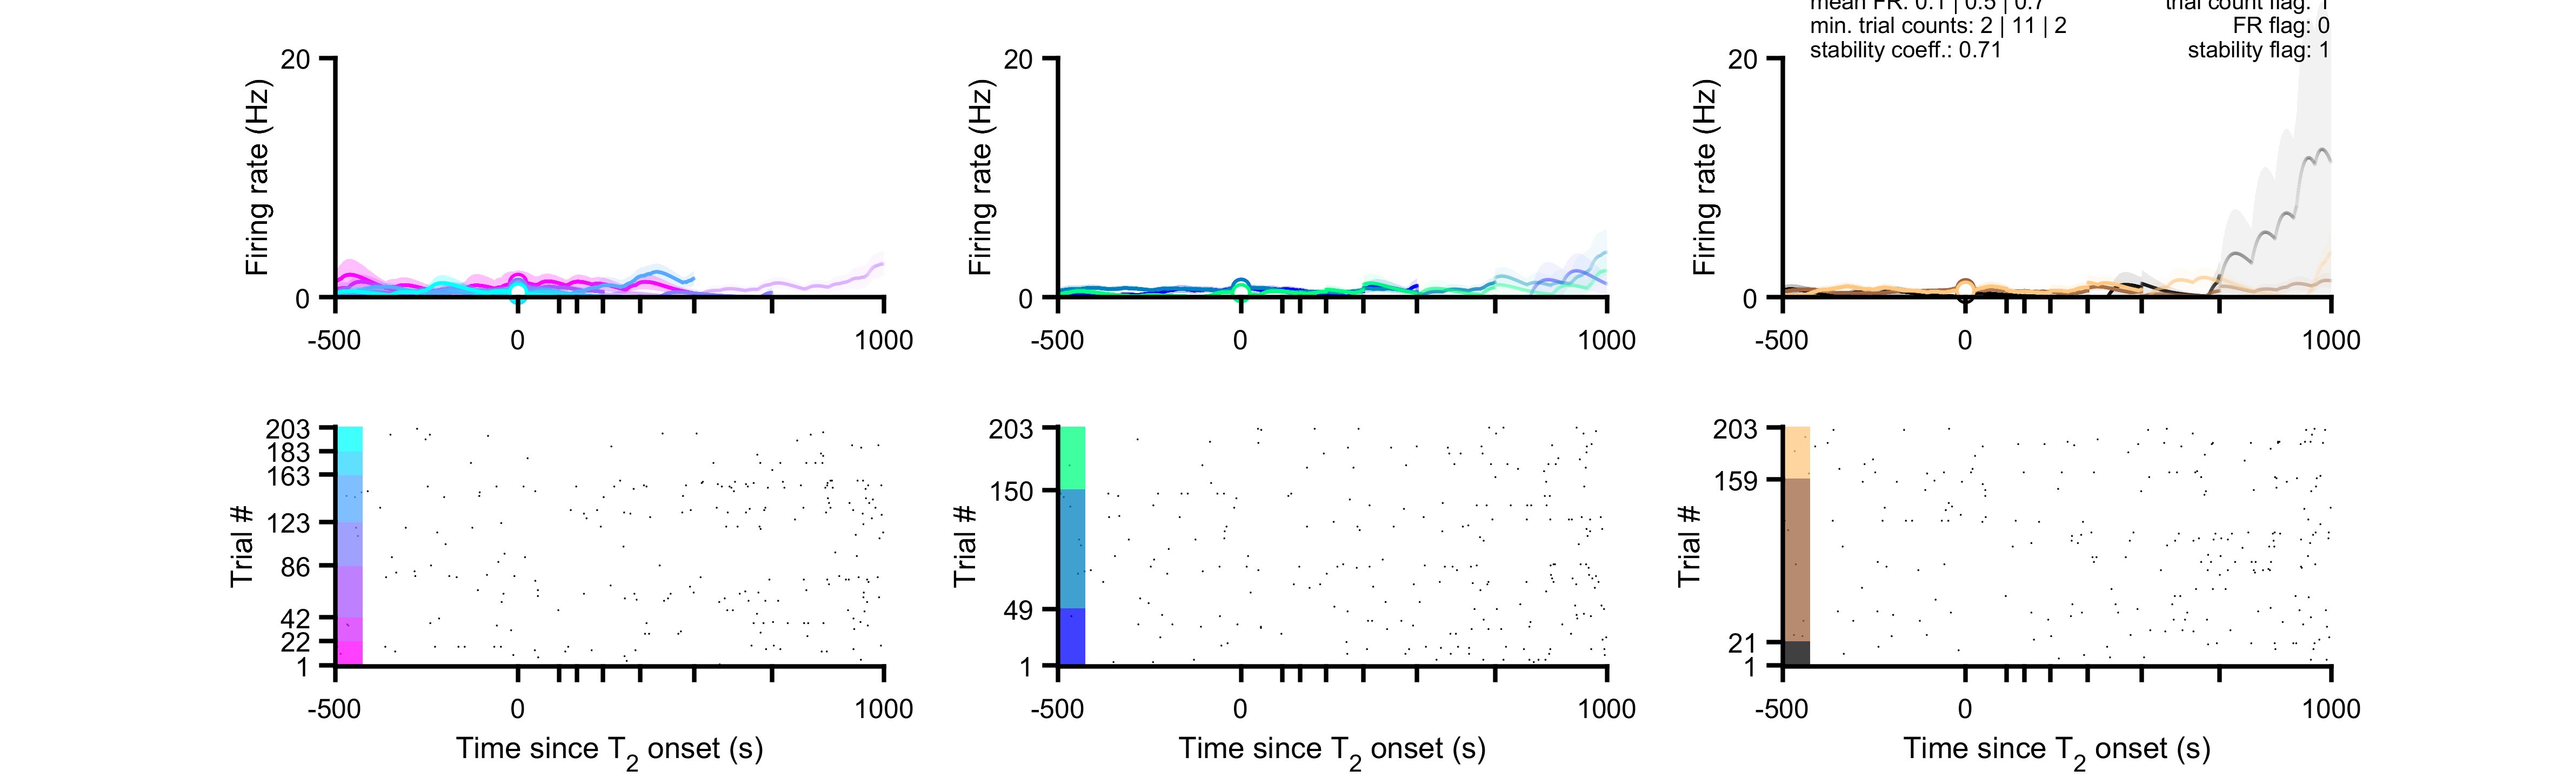 mean FR: 0.1 | 0.5 | 0.7 trial count flag: 1
min. trial counts: 2 | 11 | 2 FR flag: 0
stability coeff.: 0.71 stability flag: 1
20 20 20
Firing rate (Hz) Firing rate (Hz) Firing rate (Hz)
0 0 0
-500 0 1000 -500 0 1000 -500 0 1000
203 203 203
183
163 150 159
123
86
42 49
22 21
1 1 1
Trial # Trial # Trial #
-500 0 1000 -500 0 1000 -500 0 1000
Time since T2 onset (s) Time since T2 onset (s) Time since T2 onset (s)